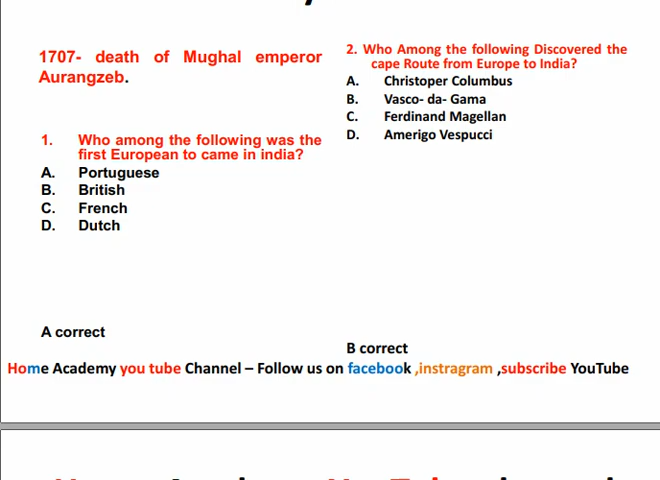 1707- death of Mughal emperor
Aurangzeb.
1. Who among the following was the
first European to came in india?
A. Portuguese
B. British
C. French
D. Dutch
A correct
2. Who Among the following Discovered the
cape Route from Europe to India?
A. Christoper Columbus
B. Vasco- da- Gama
C. Ferdinand Magellan
D. Amerigo Vespucci
B correct
Home Academy you tube Channel – Follow us on facebook ,instragram ,subscribe YouTube